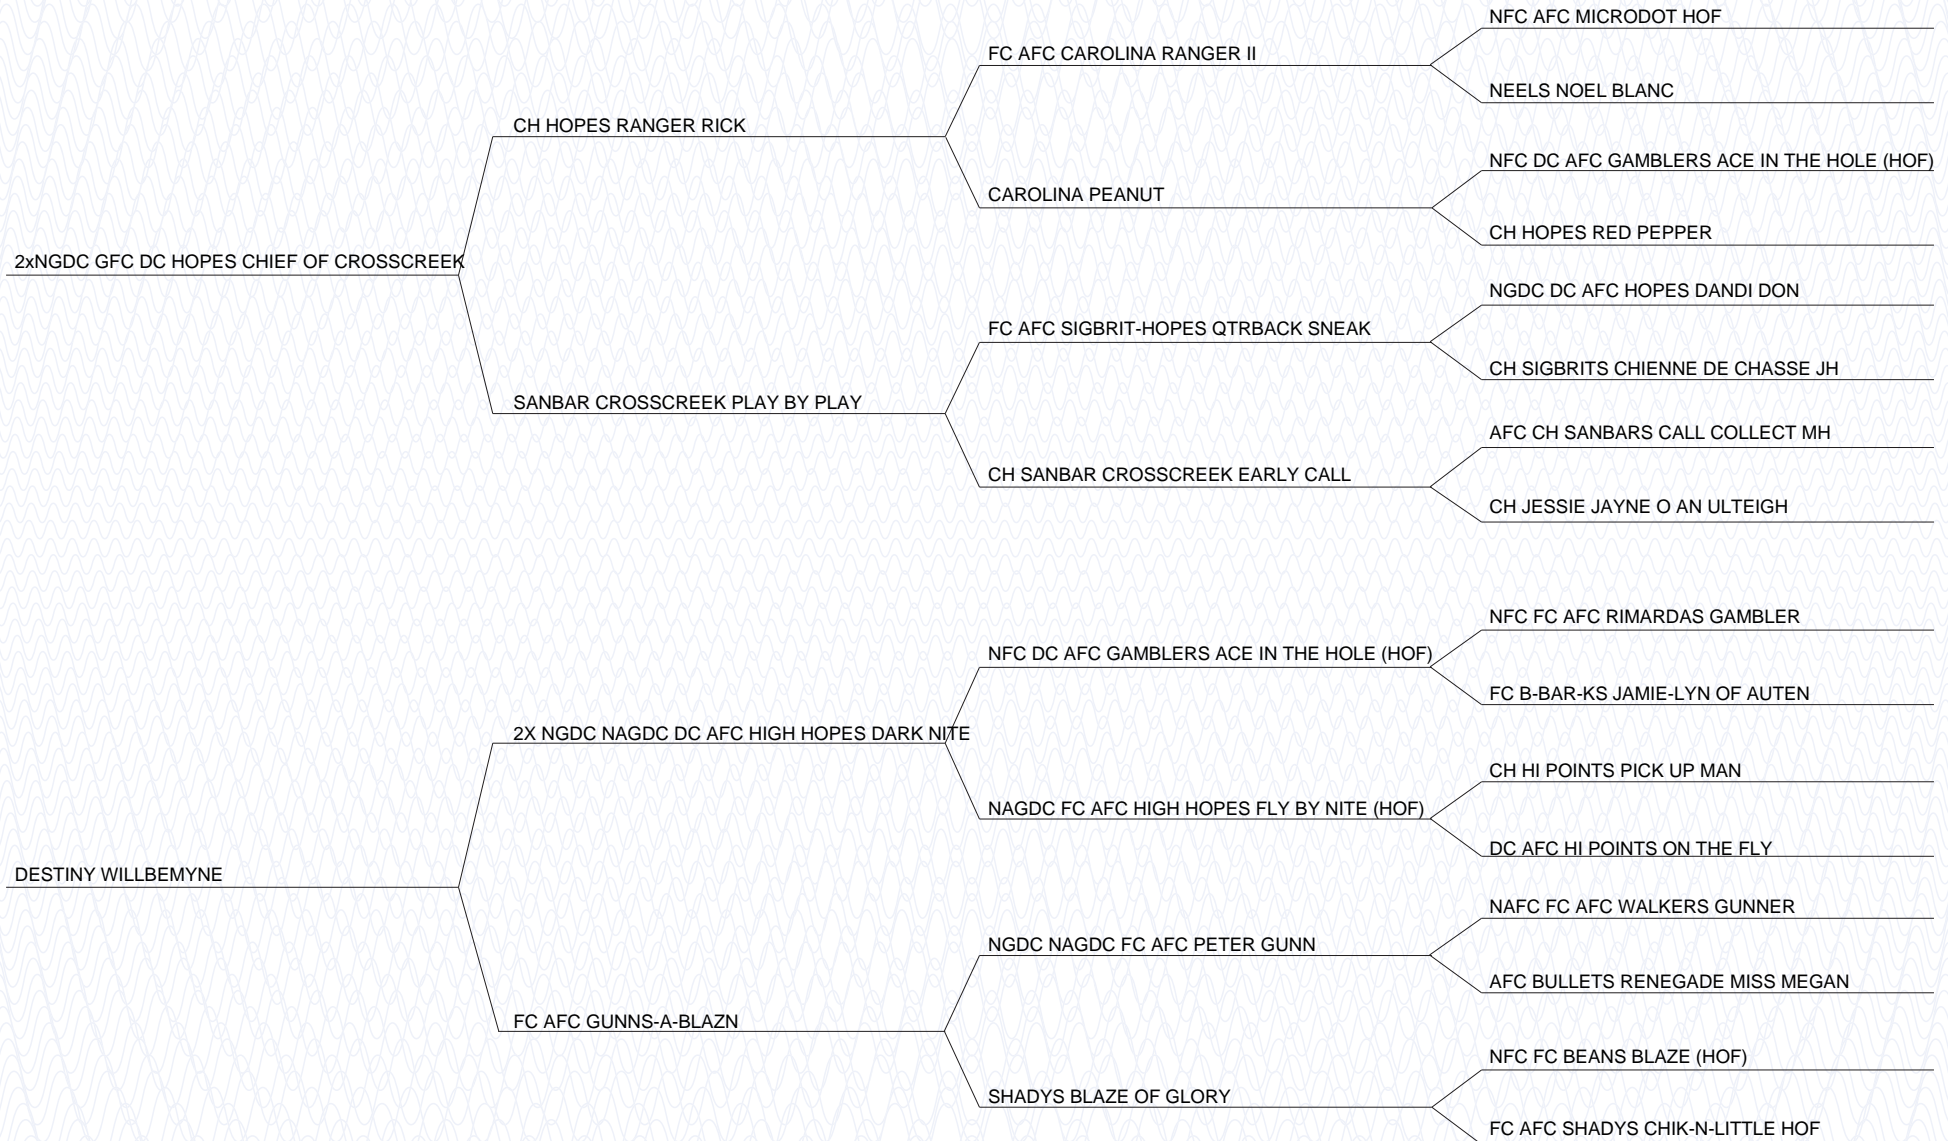 NFC AFC MICRODOT HOF
FC AFC CAROLINA RANGER II
NEELS NOEL BLANC
CH HOPES RANGER RICK
NFC DC AFC GAMBLERS ACE IN THE HOLE (HOF)
CAROLINA PEANUT
CH HOPES RED PEPPER
2xNGDC GFC DC HOPES CHIEF OF CROSSCREEK
NGDC DC AFC HOPES DANDI DON
FC AFC SIGBRIT-HOPES QTRBACK SNEAK
CH SIGBRITS CHIENNE DE CHASSE JH
SANBAR CROSSCREEK PLAY BY PLAY
AFC CH SANBARS CALL COLLECT MH
CH SANBAR CROSSCREEK EARLY CALL
CH JESSIE JAYNE O AN ULTEIGH
NFC FC AFC RIMARDAS GAMBLER
NFC DC AFC GAMBLERS ACE IN THE HOLE (HOF)
FC B-BAR-KS JAMIE-LYN OF AUTEN
2X NGDC NAGDC DC AFC HIGH HOPES DARK NITE
CH HI POINTS PICK UP MAN
NAGDC FC AFC HIGH HOPES FLY BY NITE (HOF)
DC AFC HI POINTS ON THE FLY
DESTINY WILLBEMYNE
NAFC FC AFC WALKERS GUNNER
NGDC NAGDC FC AFC PETER GUNN
AFC BULLETS RENEGADE MISS MEGAN
FC AFC GUNNS-A-BLAZN
NFC FC BEANS BLAZE (HOF)
SHADYS BLAZE OF GLORY
FC AFC SHADYS CHIK-N-LITTLE HOF